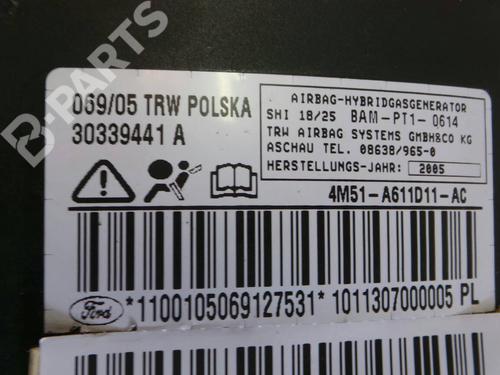 B-PARTS
069/05 TRW POLSKA
30339441 A
AIRBAG-HYBRIDGASGENERATOR
SHI 18/25 BAM-PT1-0614
TRW AIRBAG SYSTEMS GMBH&CO KG
ASCHAU TEL. 08638/965-0
HERSTELLUNGS-JAHR: 2005
4M51-A611D11-AC
Ford
*1100105069127531* 1011307000005 PL